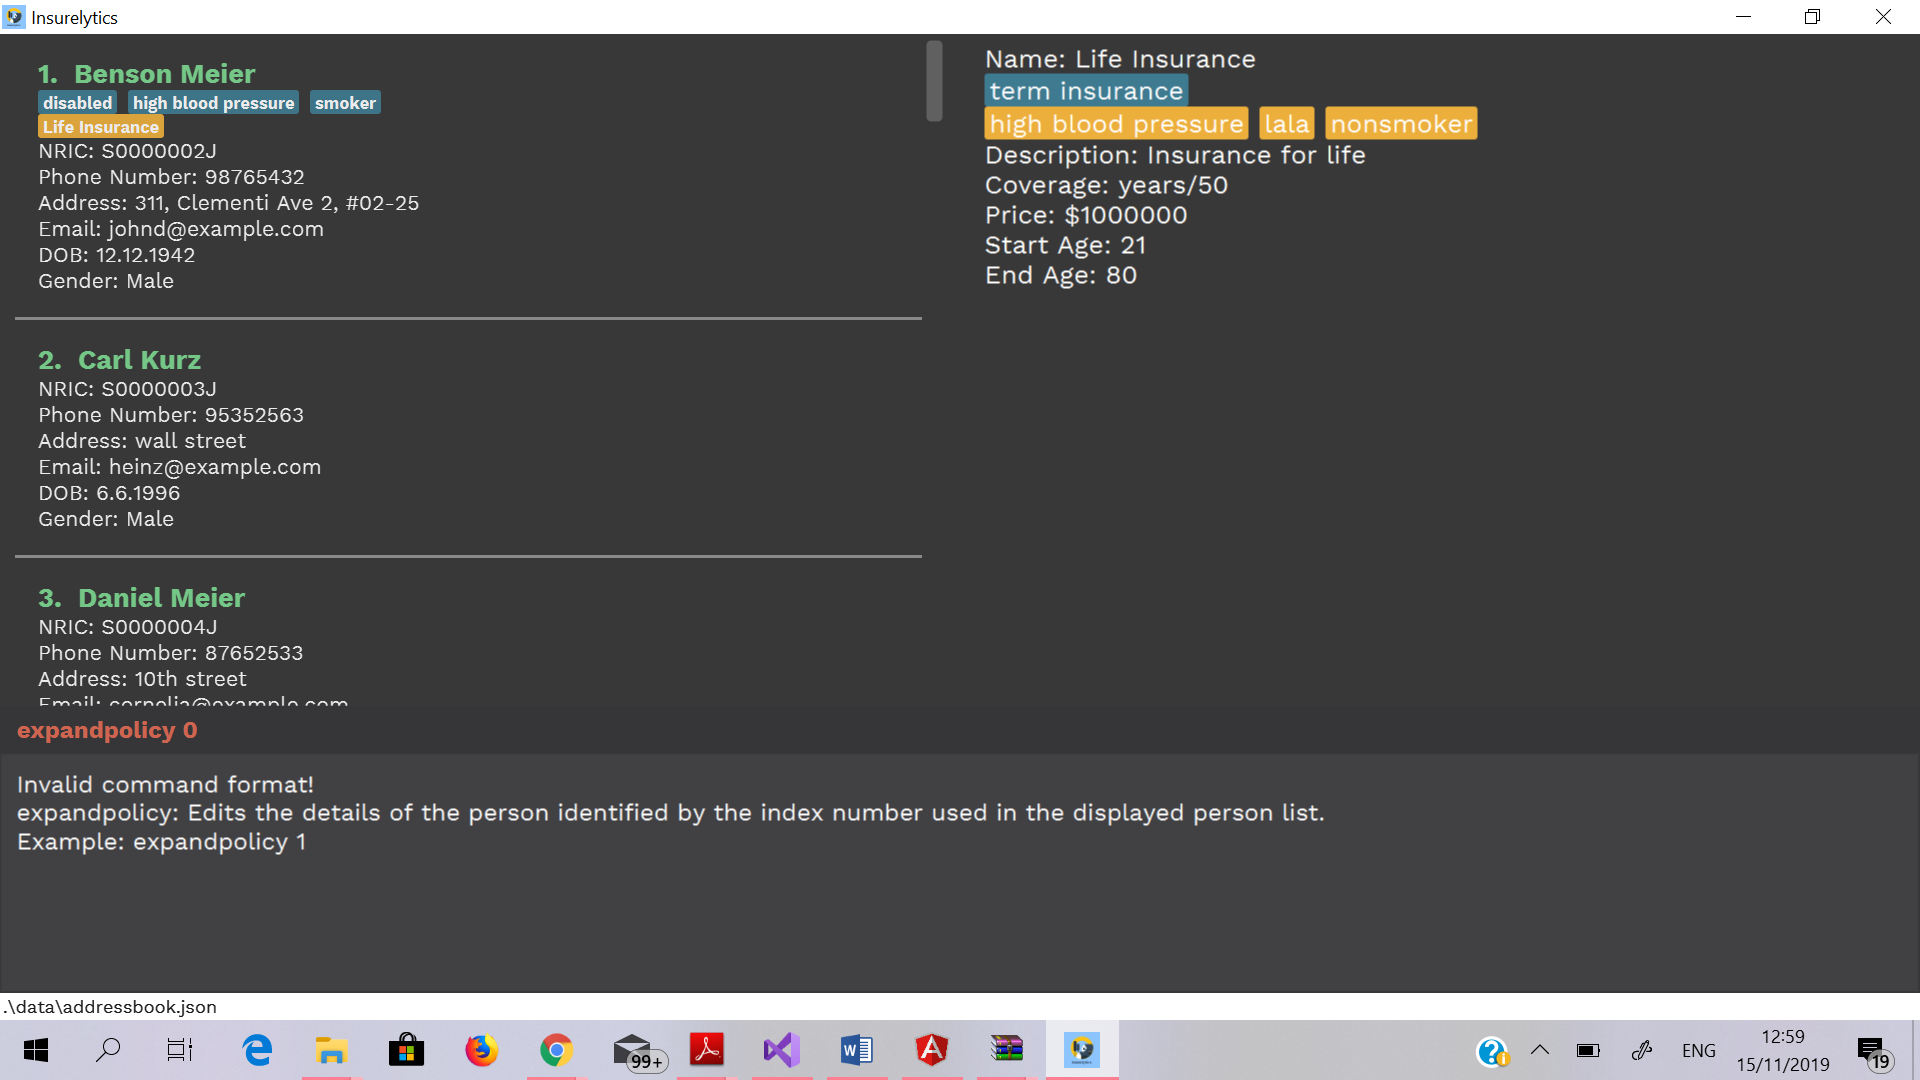 Insurelytics
1. Benson Meier
disabled high blood pressure smoker
Life Insurance
NRIC: S0000002J
Phone Number: 98765432
Address: 311, Clementi Ave 2, #02-25
Email: johnd@example.com
DOB: 12.12.1942
Gender: Male
2. Carl Kurz
NRIC: S0000003J
Phone Number: 95352563
Address: wall street
Email: heinz@example.com
DOB: 6.6.1996
Gender: Male
3. Daniel Meier
NRIC: S0000004J
Phone Number: 87652533
Address: 10th street
Email: cornelia@example.com
Name: Life Insurance
term insurance
high blood pressure lala nonsmoker
Description: Insurance for life
Coverage: years/50
Price: $1000000
Start Age: 21
End Age: 80
expandpolicy 0
Invalid command format!
expandpolicy: Edits the details of the person identified by the index number used in the displayed person list.
Example: expandpolicy 1
.\data\addressbook.json
99+
ENG
12:59
15/11/2019
19